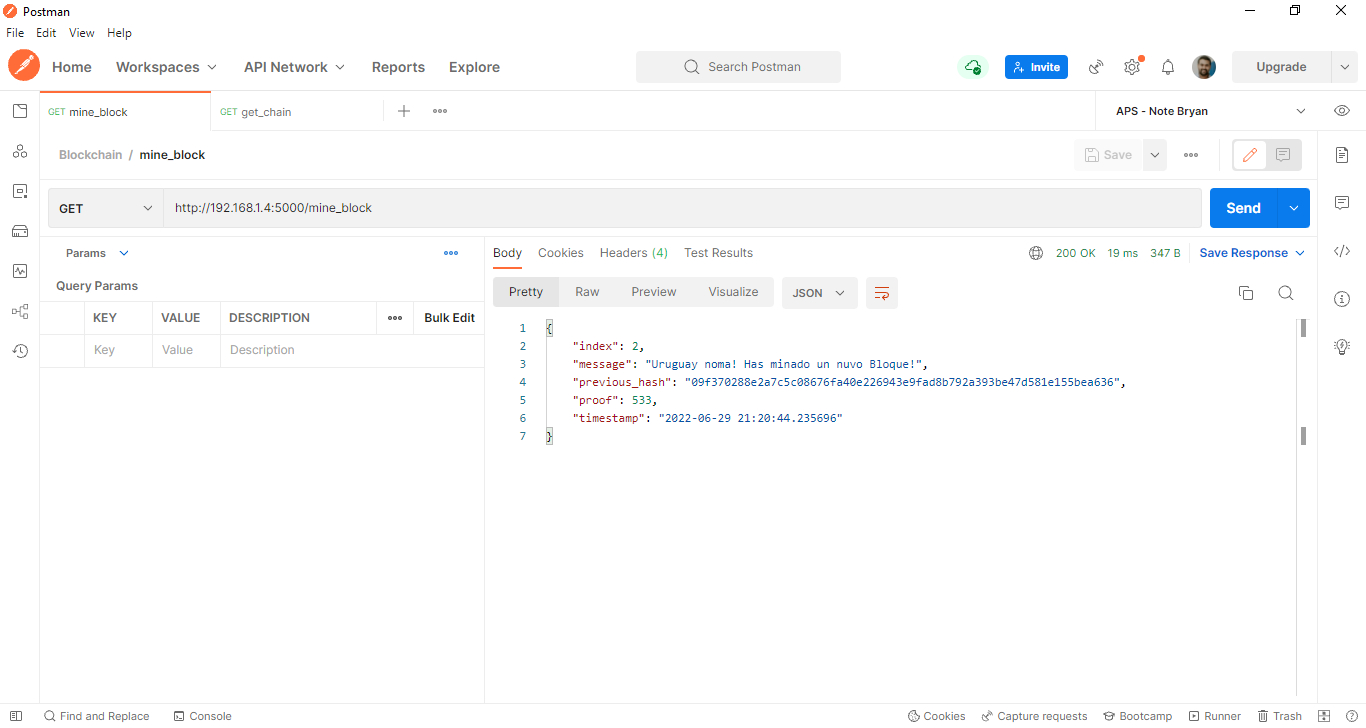 Postman
File Edit View Help
Home Workspaces API Network Reports Explore Search Postman Invite Upgrade
GET mine_block GET get_chain APS - Note Bryan
Blockchain / mine_block Save
GET http://192.168.1.4:5000/mine_block Send
Params
Body Cookies Headers (4) Test Results 200 OK 19 ms 347 B Save Response
Query Params
Pretty Raw Preview Visualize JSON
KEY VALUE DESCRIPTION Bulk Edit
Key Value Description
1 {
2 "index": 2,
3 "message": "Uruguay noma! Has minado un nuvo Bloque!",
4 "previous_hash": "09f370288e2a7c5c08676fa40e226943e9fad8b792a393be47d581e155bea636",
5 "proof": 533,
6 "timestamp": "2022-06-29 21:20:44.235696"
7 }
Find and Replace Console Cookies Capture requests Bootcamp Runner Trash